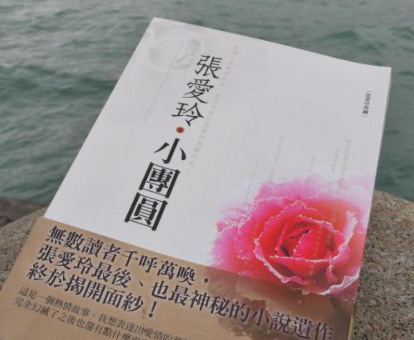 張愛玲
小團圓
無數讀者千呼萬喚，
張愛玲最後、也最神秘的小說遺作
終於揭開面紗！
這是一個熱情故事，我想表達出愛情的
完全幻滅了之後也還有點什麼